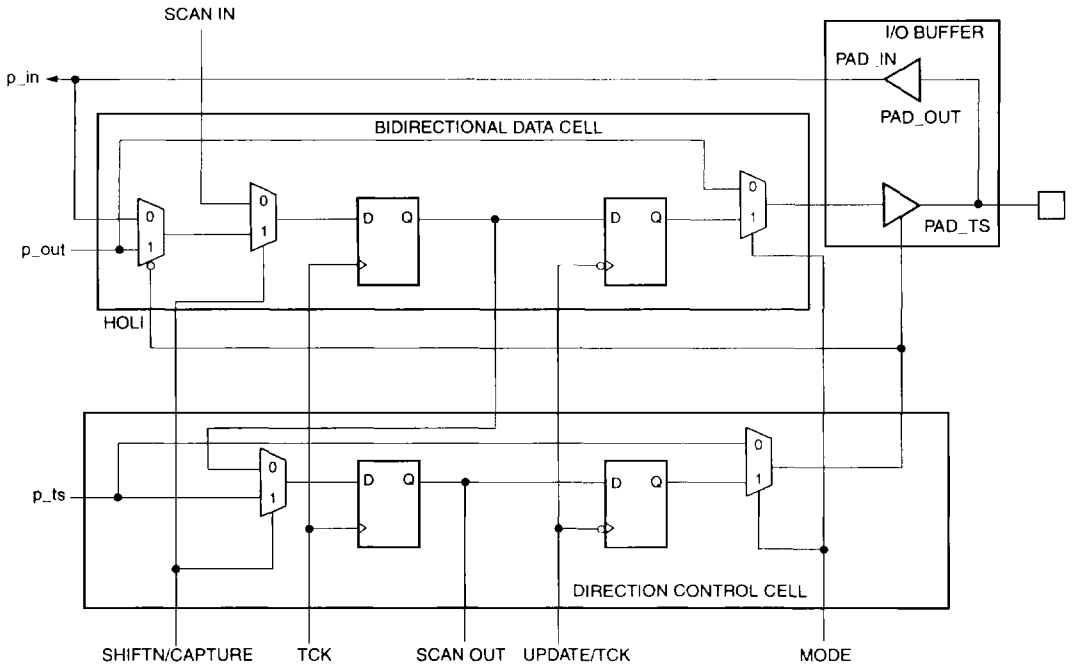 SCAN IN
I/O BUFFER
p_in
PAD_IN
PAD_OUT
BIDIRECTIONAL DATA CELL
0
1
0
1
D Q
D Q
0
1
PAD_TS
p_out
HOLI
0
1
D Q
D Q
0
1
p_ts
DIRECTION CONTROL CELL
SHIFTN/CAPTURE TCK SCAN OUT UPDATE/TCK MODE